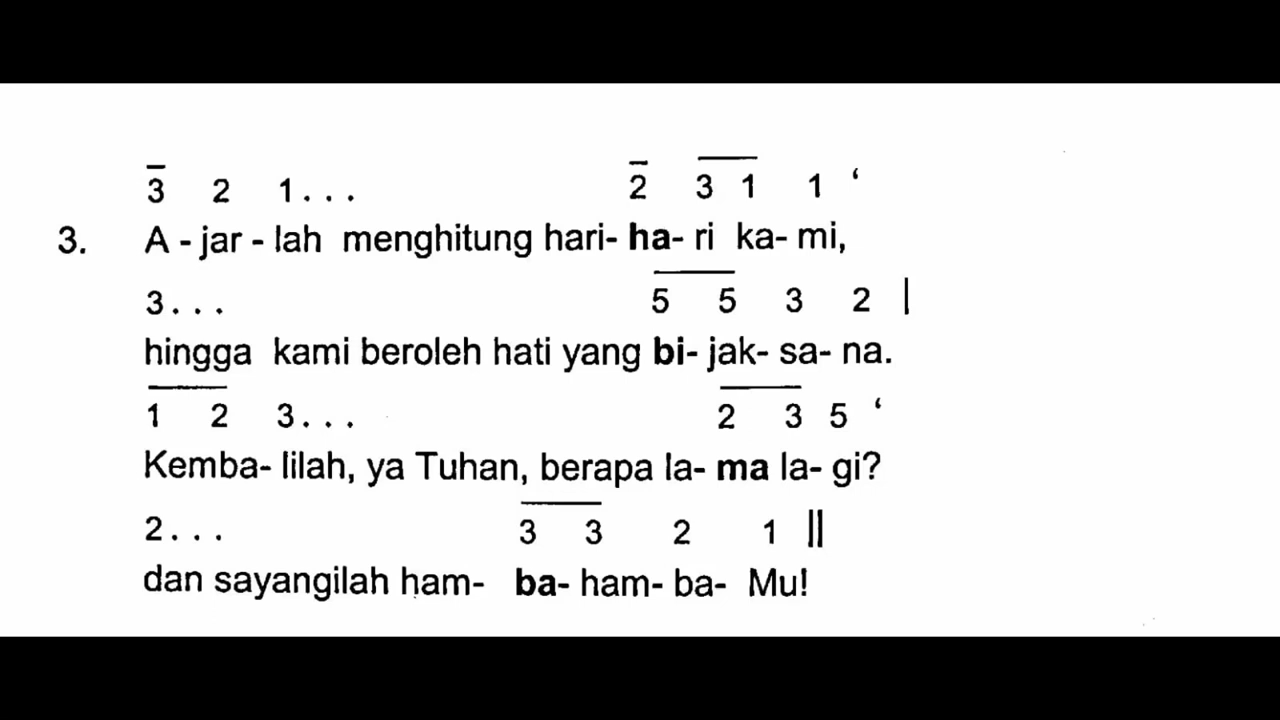 3 2 1... 2 3 1 1 ‘
3. A - jar - lah menghitung hari- ha- ri ka- mi,
3... 5 5 3 2 |
hingga kami beroleh hati yang bi- jak- sa- na.
1 2 3... 2 3 5 ‘
Kemba- lilah, ya Tuhan, berapa la- ma la- gi?
2... 3 3 2 1 ||
dan sayangilah ham- ba- ham- ba- Mu!